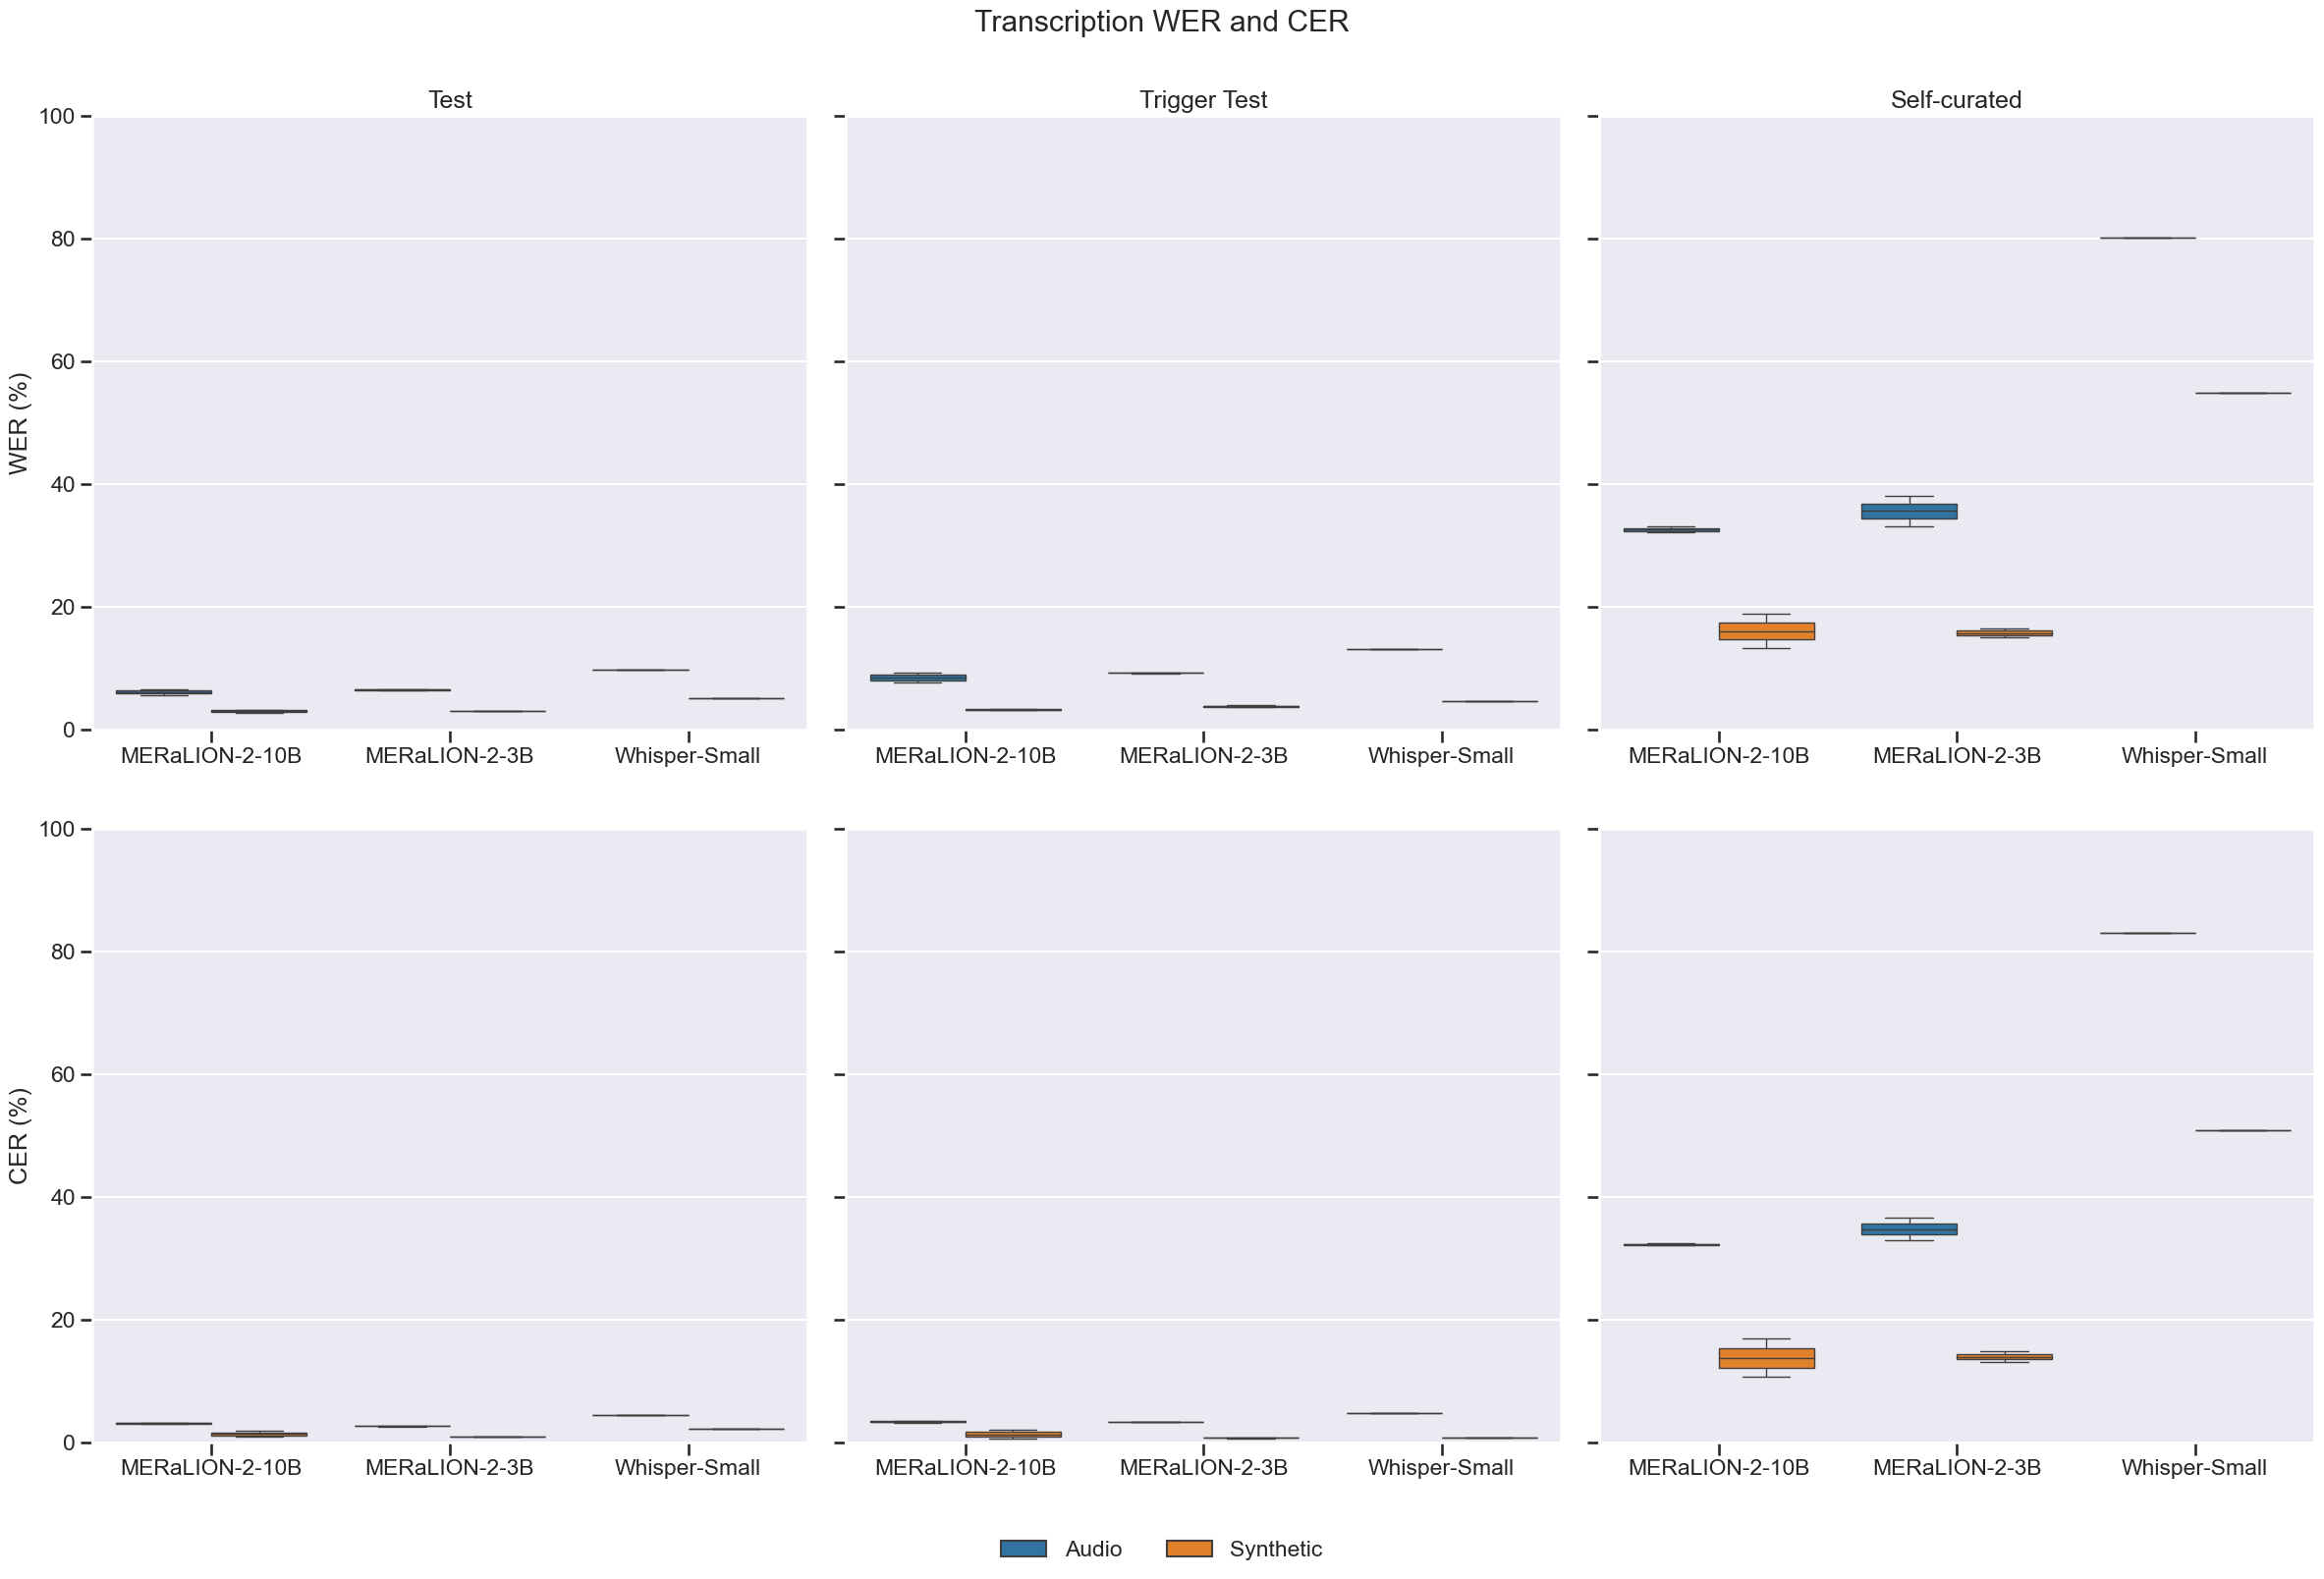 Transcription WER and CER
Test
Trigger Test
Self-curated
WER (%)
100
80
60
40
20
0
MERaLION-2-10B MERaLION-2-3B Whisper-Small
MERaLION-2-10B MERaLION-2-3B Whisper-Small
MERaLION-2-10B MERaLION-2-3B Whisper-Small
CER (%)
100
80
60
40
20
0
MERaLION-2-10B MERaLION-2-3B Whisper-Small
MERaLION-2-10B MERaLION-2-3B Whisper-Small
MERaLION-2-10B MERaLION-2-3B Whisper-Small
Audio Synthetic